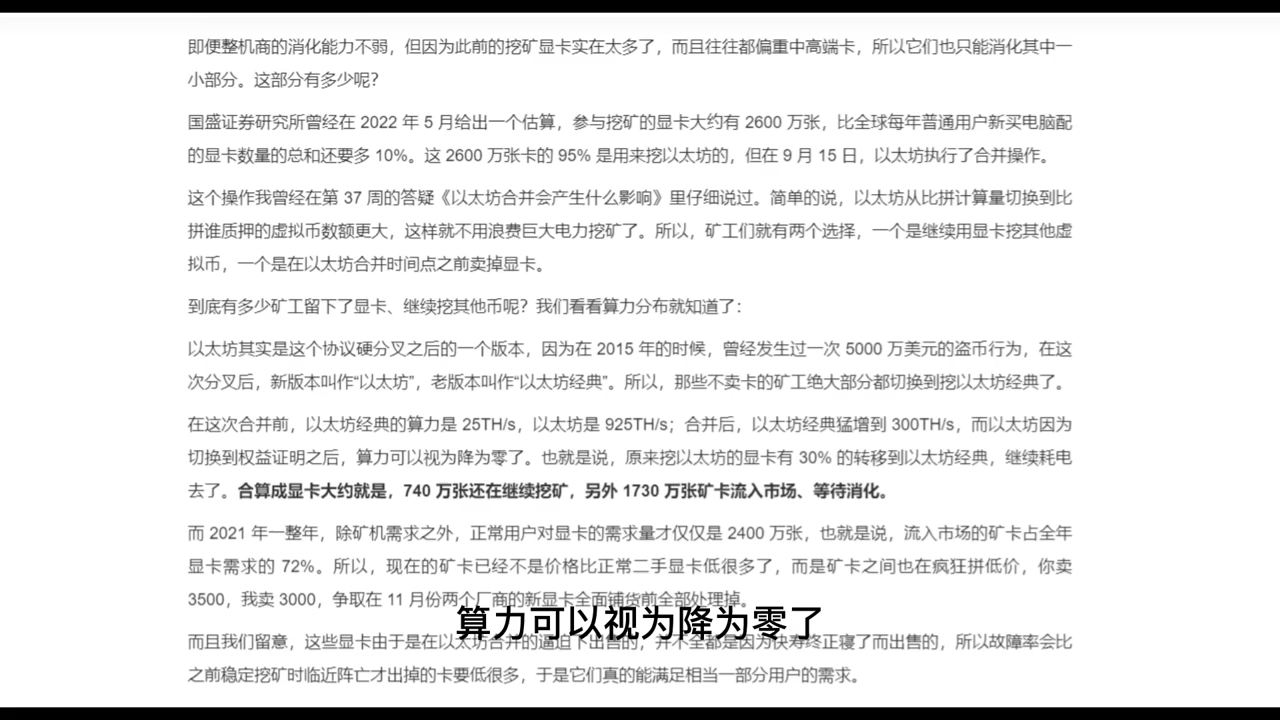 即便整机商的消化能力不弱，但因为此前的挖矿显卡实在太多了，而且往往都偏重中高端卡，所以它们也只能消化其中一
小部分。这部分有多少呢？
国盛证券研究所曾经在 2022 年 5 月给出一个估算，参与挖矿的显卡大约有 2600 万张，比全球每年普通用户新买电脑配
的显卡数量的总和还要多 10%。这 2600 万张卡的 95% 是用来挖以太坊的，但在 9 月 15 日，以太坊执行了合并操作。
这个操作我曾经在第 37 周的答疑《以太坊合并会产生什么影响》里仔细说过。简单的说，以太坊从比拼计算量切换到比
拼谁质押的虚拟币数额更大，这样就不用浪费巨大电力挖矿了。所以，矿工们就有两个选择，一个是继续用显卡挖其他虚
拟币，一个是在以太坊合并时间点之前卖掉显卡。
到底有多少矿工留下了显卡、继续挖其他币呢？我们看看算力分布就知道了：
以太坊其实是这个协议硬分叉之后的一个版本，因为在 2015 年的时候，曾经发生过一次 5000 万美元的盗币行为，在这
次分叉后，新版本叫作“以太坊”，老版本叫作“以太坊经典”。所以，那些不卖卡的矿工绝大部分都切换到挖以太坊经典了。
在这次合并前，以太坊经典的算力是 25TH/s，以太坊是 925TH/s；合并后，以太坊经典猛增到 300TH/s，而以太坊因为
切换到权益证明之后，算力可以视为降为零了。也就是说，原来挖以太坊的显卡有 30% 的转移到以太坊经典，继续耗电
去了。合算成显卡大约就是，740 万张还在继续挖矿，另外 1730 万张矿卡流入市场、等待消化。
而 2021 年一整年，除矿机需求之外，正常用户对显卡的需求量才仅仅是 2400 万张，也就是说，流入市场的矿卡占全年
显卡需求的 72%。所以，现在的矿卡已经不是价格比正常二手显卡低很多了，而是矿卡之间也在疯狂拼低价，你卖
3500，我卖 3000，争取在 11 月份两个厂商的新显卡全面铺货前全部处理掉。
算力可以视为降为零了
而且我们留意，这些显卡由于是在以太坊合并的逼迫下出售的，并不全都是因为快寿终正寝了而出售的，所以故障率会比
之前稳定挖矿时临近阵亡才出掉的卡要低很多，于是它们真的能满足相当一部分用户的需求。